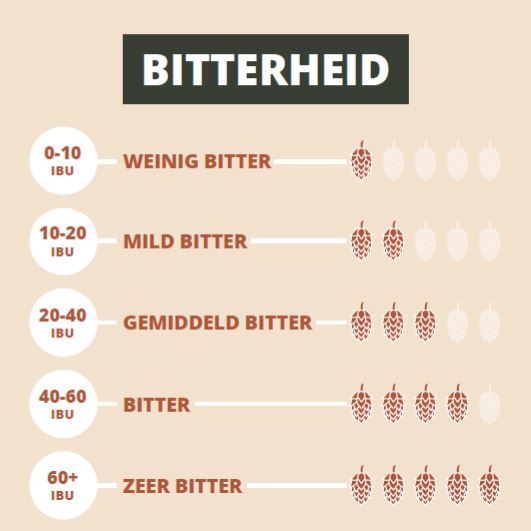 BITTERHEID
0-10
IBU
WEINIG BITTER
10-20
IBU
MILD BITTER
20-40
IBU
GEMIDDELD BITTER
40-60
IBU
BITTER
60+
IBU
ZEER BITTER